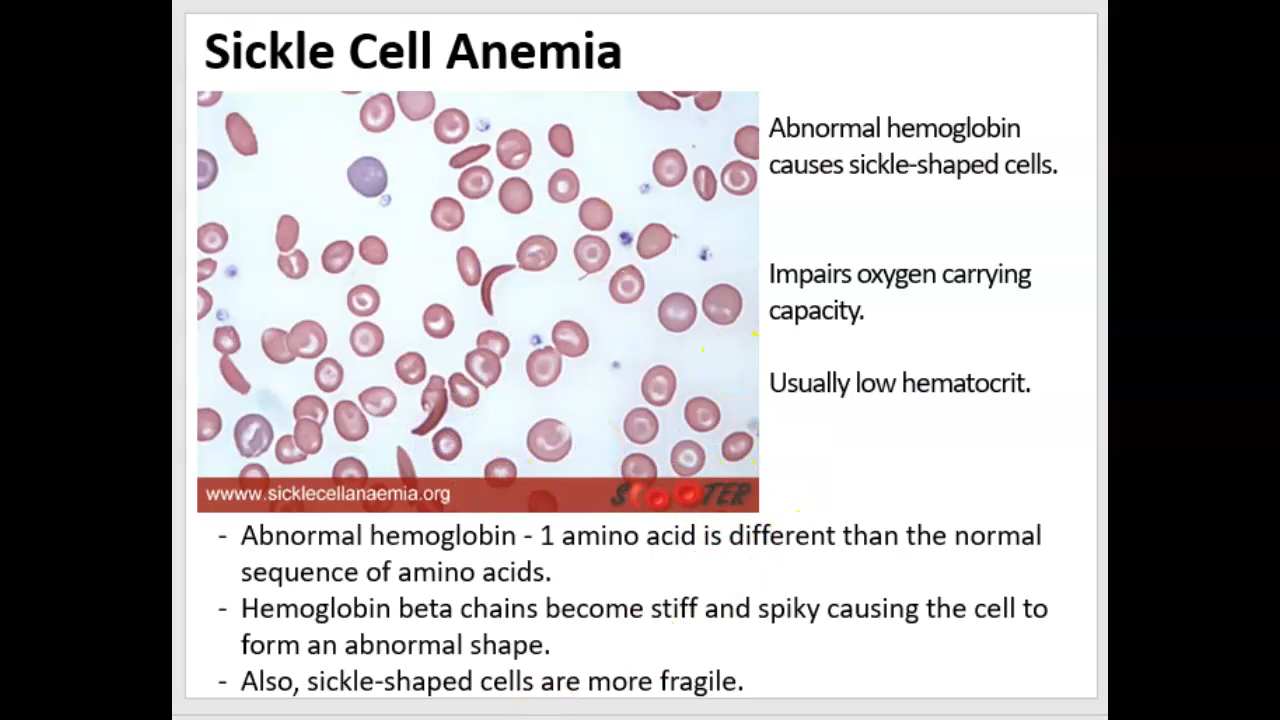 Sickle Cell Anemia
Abnormal hemoglobin
causes sickle-shaped cells.
Impairs oxygen carrying
capacity.
Usually low hematocrit.
wwww.sicklecellanaemia.org
SCOOTER
- Abnormal hemoglobin - 1 amino acid is different than the normal
sequence of amino acids.
- Hemoglobin beta chains become stiff and spiky causing the cell to
form an abnormal shape.
- Also, sickle-shaped cells are more fragile.